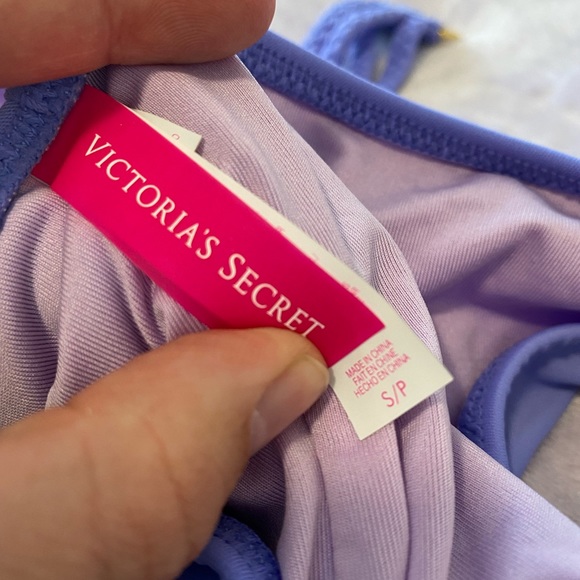 VICTORIA'S SECRET
MADE IN CHINA
FAIT EN CHINE
HECHO EN CHINA
S/P